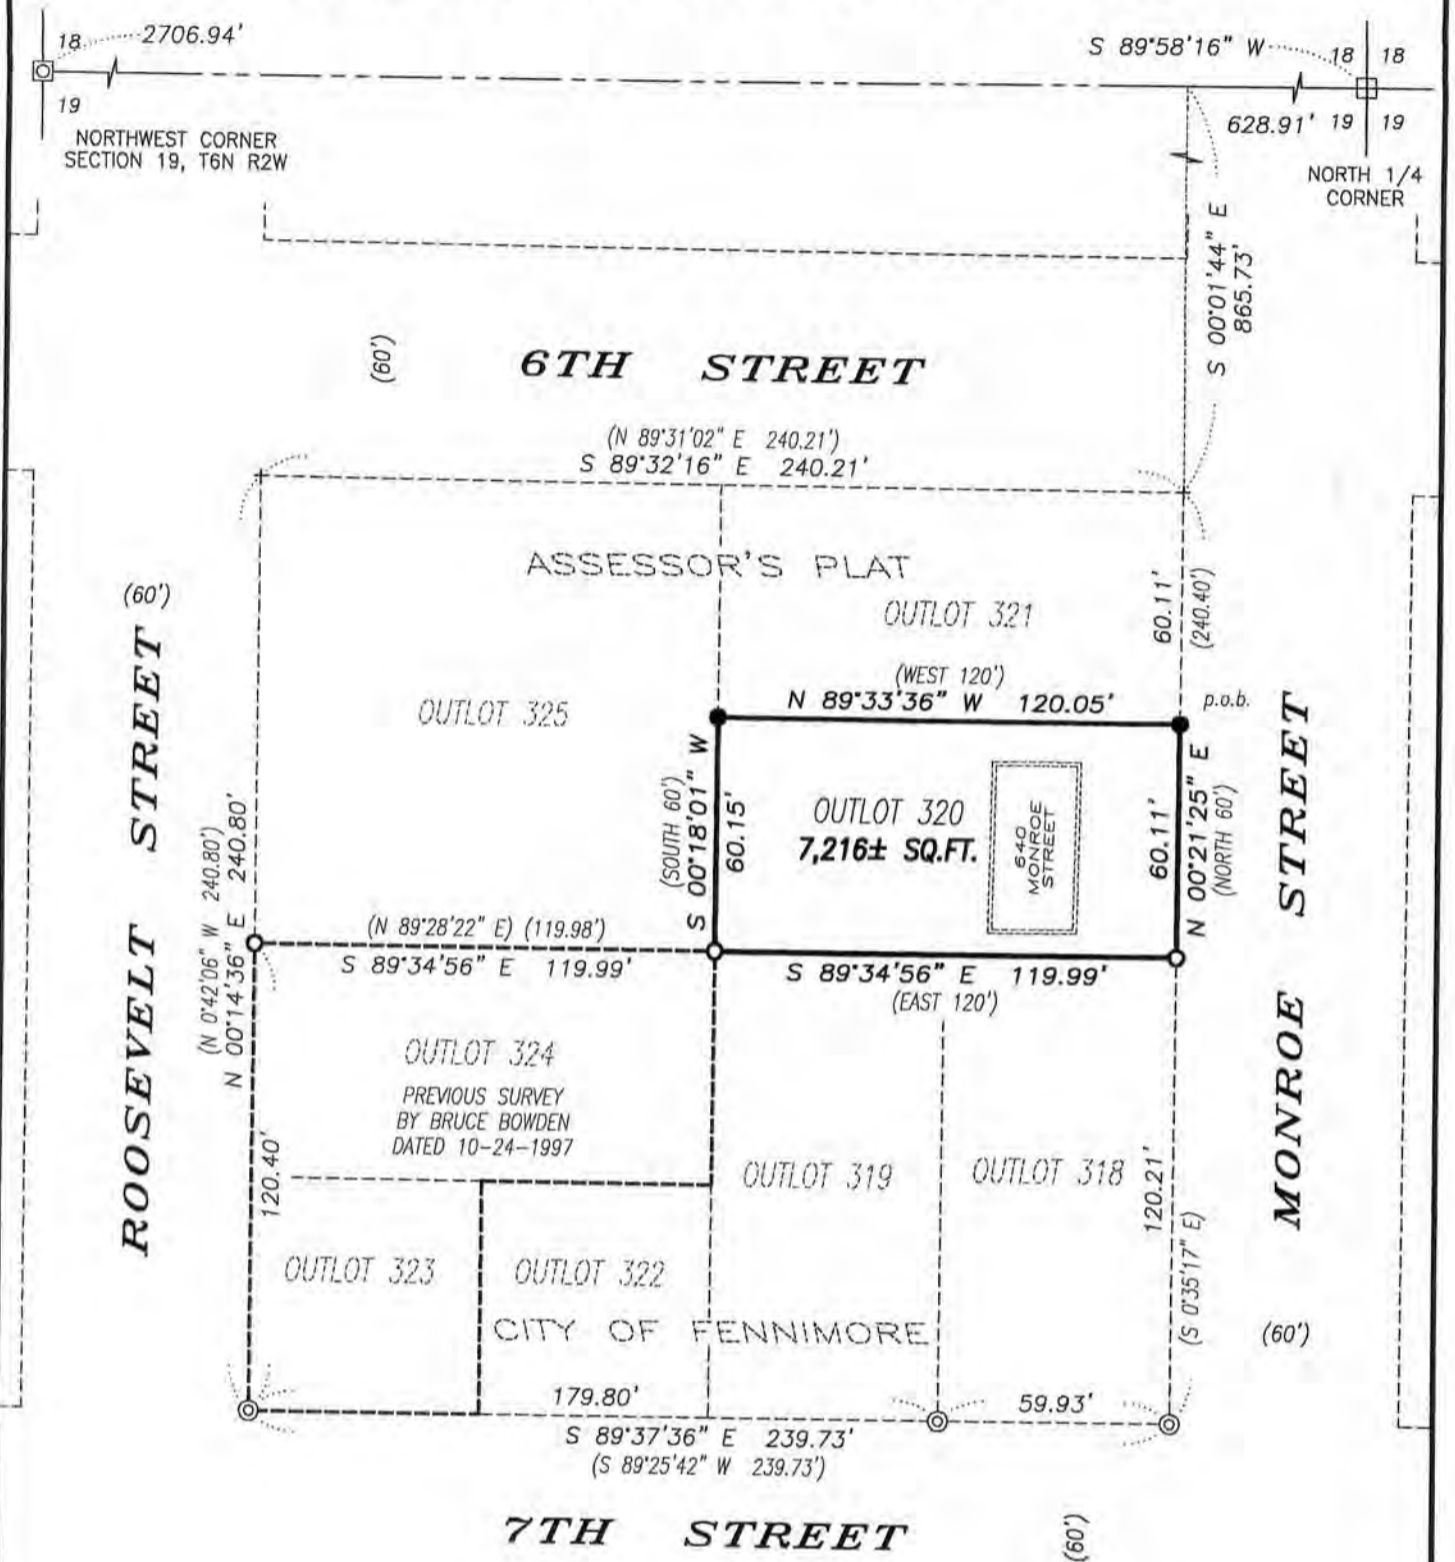 18
2706.94'
S 89°58'16" W
18
18
19
628.91'
19
19
NORTHWEST CORNER
SECTION 19, T6N R2W
NORTH 1/4
CORNER
S 00°01'44" E
865.73'
(60')
6TH STREET
(N 89°31'02" E 240.21')
S 89°32'16" E 240.21'
ASSESSOR'S PLAT
(60')
OUTLOT 321
60.11'
(240.40')
(WEST 120')
N 89°33'36" W 120.05'
p.o.b.
OUTLOT 325
ROOSEVELT STREET
MONROE STREET
(SOUTH 60')
S 00°18'01" W
60.15'
OUTLOT 320
7,216± SQ.FT.
640
MONROE
STREET
60.11'
N 00°21'25" E
(NORTH 60')
(N 0°42'06" W 240.80')
N 00°14'36" E 240.80'
(N 89°28'22" E) (119.98')
S 89°34'56" E 119.99'
S 89°34'56" E 119.99'
(EAST 120')
OUTLOT 324
PREVIOUS SURVEY
BY BRUCE BOWDEN
DATED 10-24-1997
120.40'
OUTLOT 319
OUTLOT 318
120.21'
(S 0°35'17" E)
OUTLOT 323
OUTLOT 322
CITY OF FENNIMORE
(60')
179.80'
59.93'
S 89°37'36" E 239.73'
(S 89°25'42" W 239.73')
7TH STREET
(60')